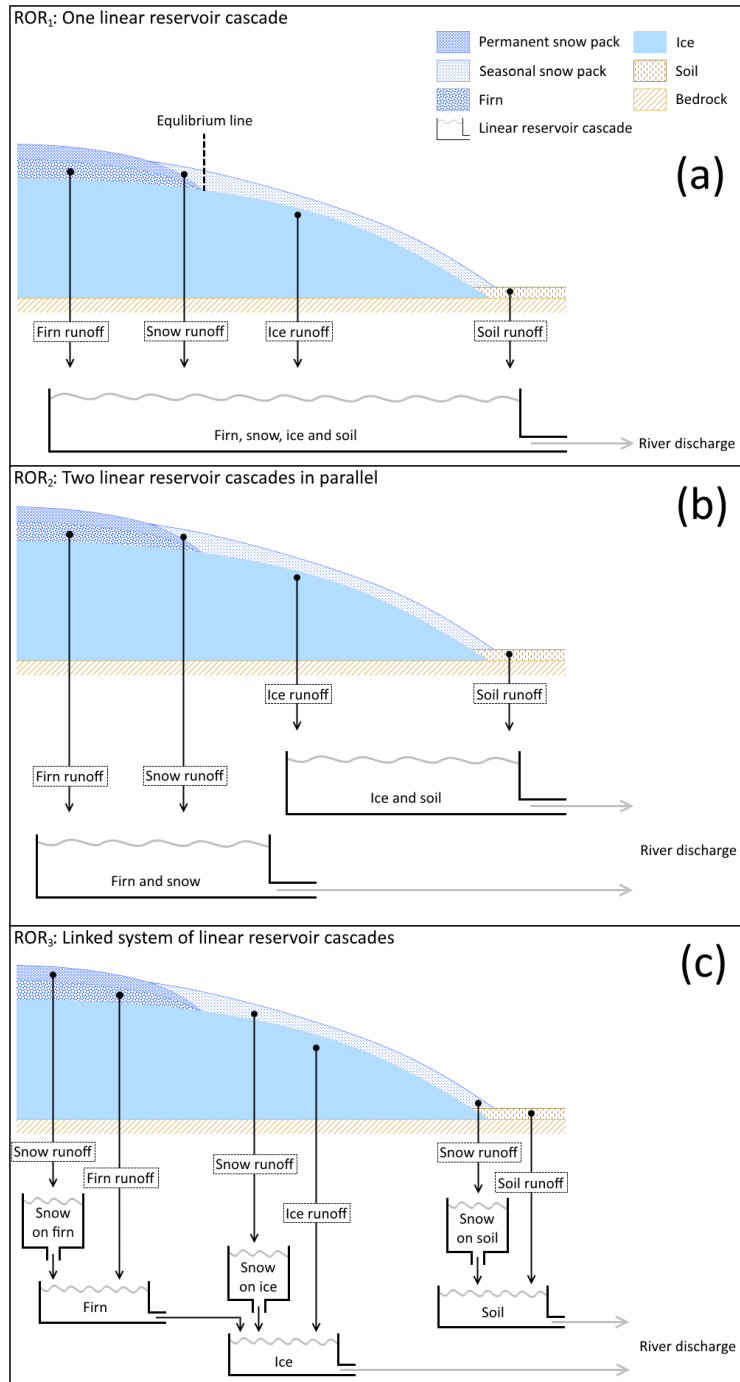 ROR₁: One linear reservoir cascade
Permanent snow pack
Ice
Seasonal snow pack
Soil
Firn
Bedrock
Linear reservoir cascade
Equlibrium line
(a)
Firn runoff
Snow runoff
Ice runoff
Soil runoff
Firn, snow, ice and soil
River discharge
ROR₂: Two linear reservoir cascades in parallel
(b)
Ice runoff
Soil runoff
Firn runoff
Snow runoff
Ice and soil
River discharge
Firn and snow
ROR₃: Linked system of linear reservoir cascades
(c)
Snow runoff
Firn runoff
Snow runoff
Ice runoff
Snow runoff
Soil runoff
Snow
on firn
Snow
on ice
Snow
on soil
Firn
Soil
Ice
River discharge